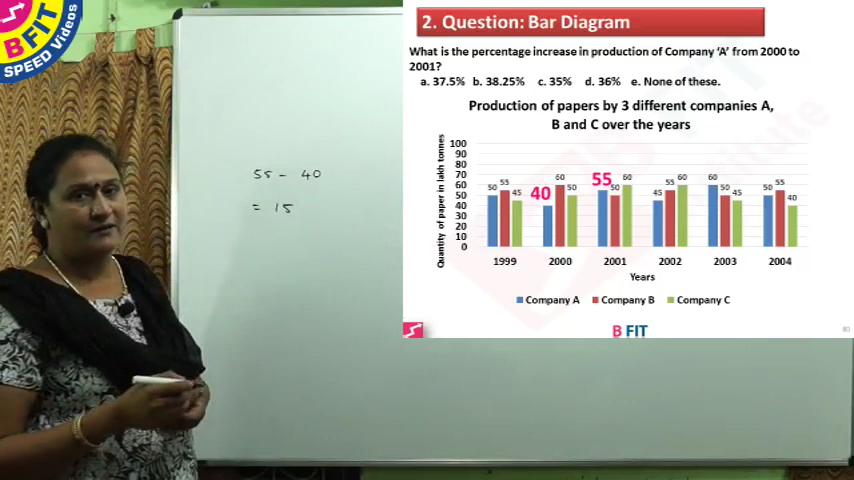 B FIT
SPEED Videos
55 - 40
= 15
2. Question: Bar Diagram
What is the percentage increase in production of Company ‘A’ from 2000 to
2001?
a. 37.5% b. 38.25% c. 35% d. 36% e. None of these.
Production of papers by 3 different companies A,
B and C over the years
Quantity of paper in lakh tonnes
100
90
80
70
60
50
40
30
20
10
0
50 55 45
40 60 50
55 50 60
45 55 60
60 50 45
50 55 40
1999 2000 2001 2002 2003 2004
Years
Company A Company B Company C
B FIT
80